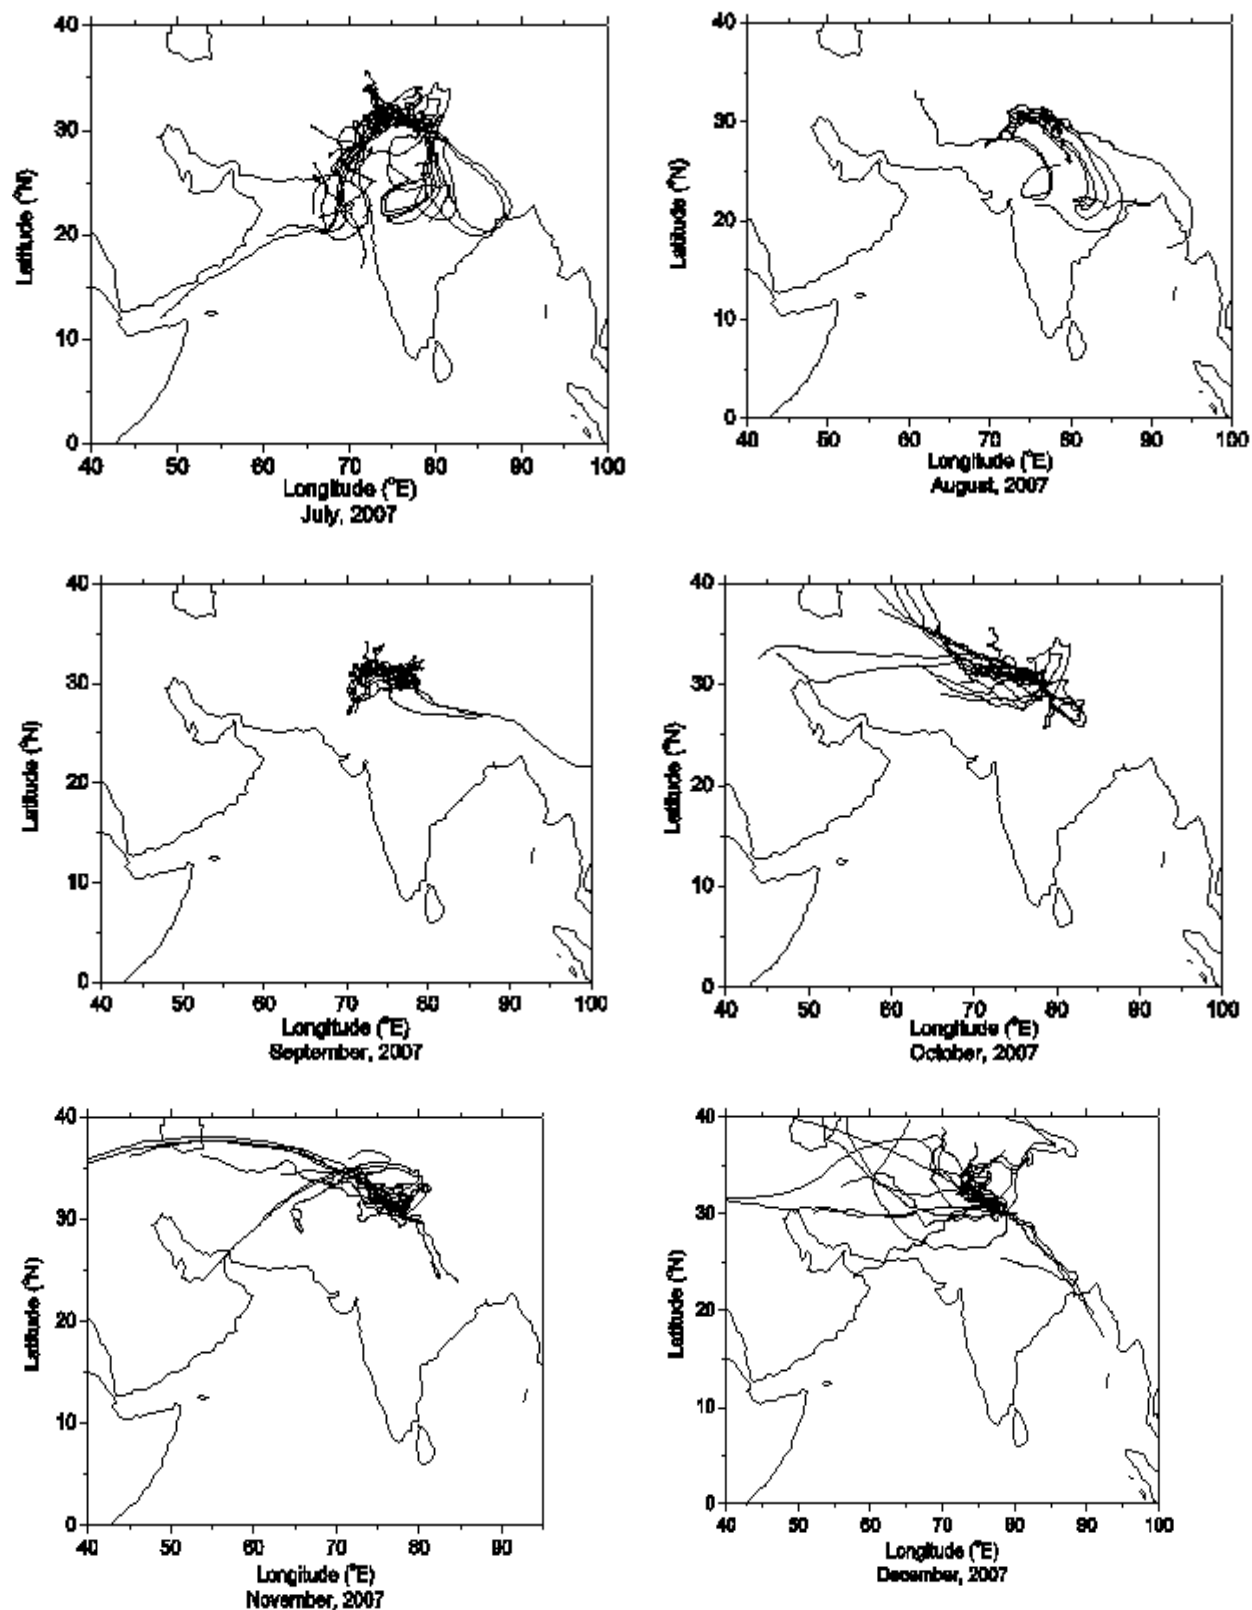 40
30
20
10
0
Latitude (°N)
40 50 60 70 80 90 100
Longitude (°E)
July, 2007
40
30
20
10
0
Latitude (°N)
40 50 60 70 80 90 100
Longitude (°E)
August, 2007
40
30
20
10
0
Latitude (°N)
40 50 60 70 80 90 100
Longitude (°E)
September, 2007
40
30
20
10
0
Latitude (°N)
40 50 60 70 80 90 100
Longitude (°E)
October, 2007
40
30
20
10
0
Latitude (°N)
40 50 60 70 80 90
Longitude (°E)
November, 2007
40
30
20
10
0
Latitude (°N)
40 50 60 70 80 90 100
Longitude (°E)
December, 2007